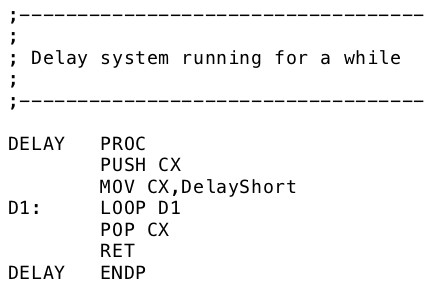 ;-----------------------------------
;
; Delay system running for a while
;
;-----------------------------------
DELAY   PROC
        PUSH CX
        MOV CX,DelayShort
D1:     LOOP D1
        POP CX
        RET
DELAY   ENDP